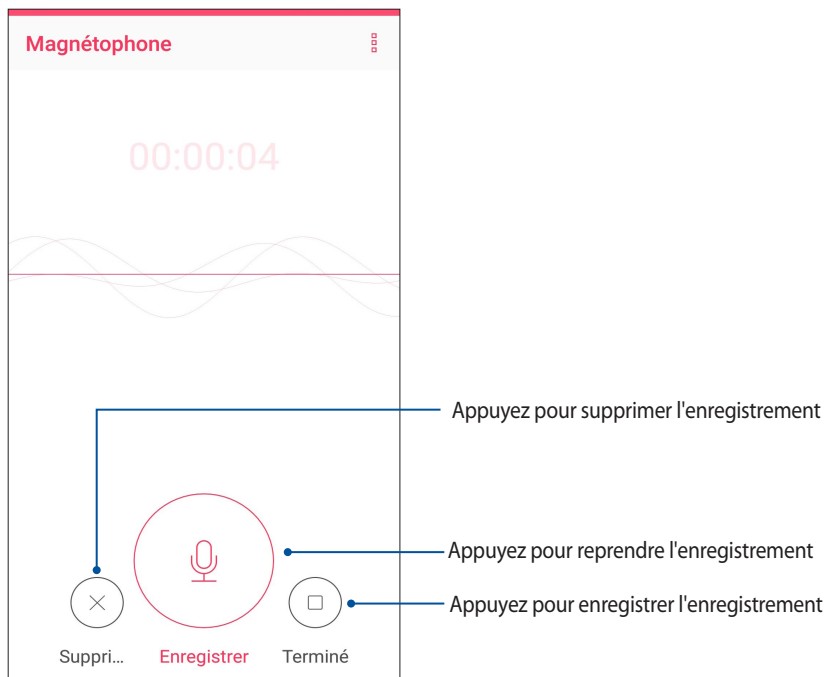 Magnétophone
00:00:04
Appuyez pour supprimer l'enregistrement
Appuyez pour reprendre l'enregistrement
Appuyez pour enregistrer l'enregistrement
Suppri... Enregistrer Terminé